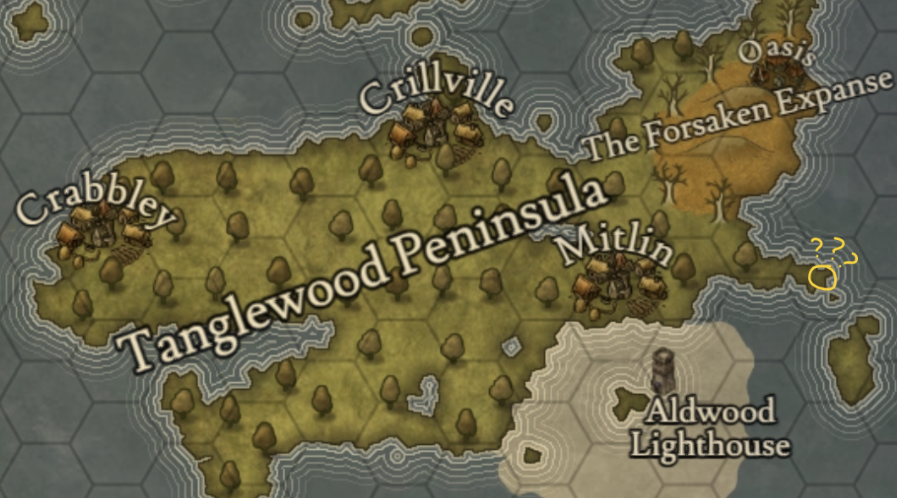 Crillville
Oasis
The Forsaken Expanse
Crabbley
Tanglewood Peninsula
Mitlin
???
Aldwood
Lighthouse